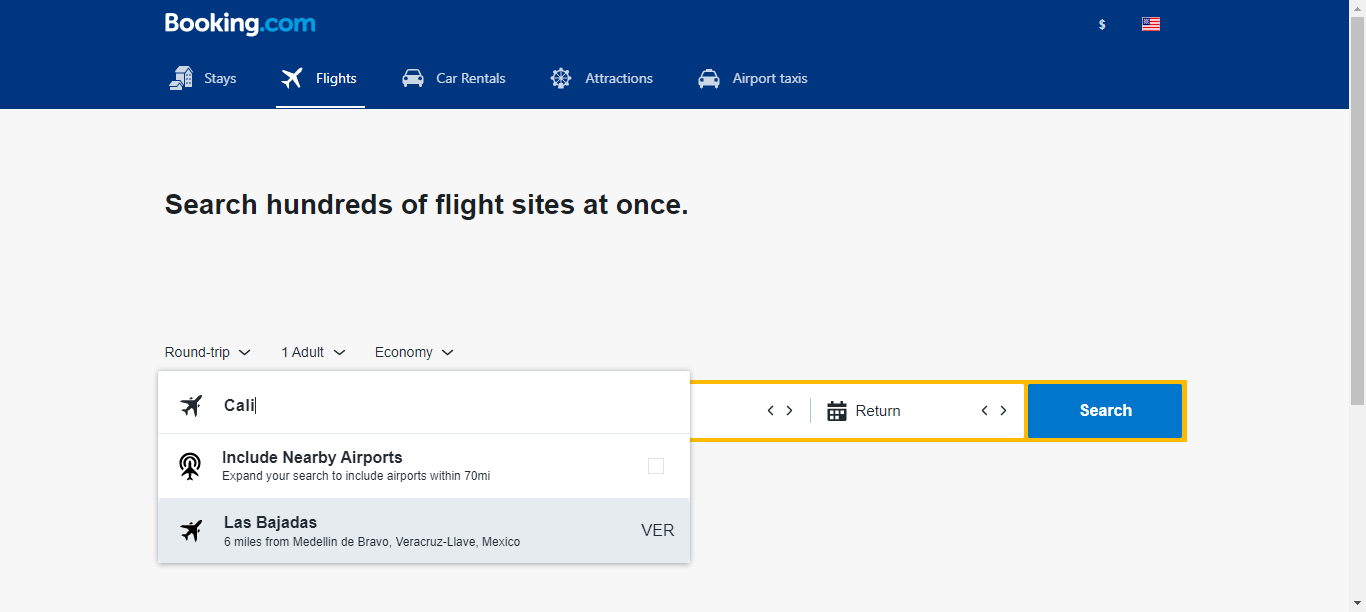 Booking.com
$
Stays
Flights
Car Rentals
Attractions
Airport taxis
Search hundreds of flight sites at once.
Round-trip
1 Adult
Economy
Cali
Return
Search
Include Nearby Airports
Expand your search to include airports within 70mi
Las Bajadas
6 miles from Medellin de Bravo, Veracruz-Llave, Mexico
VER